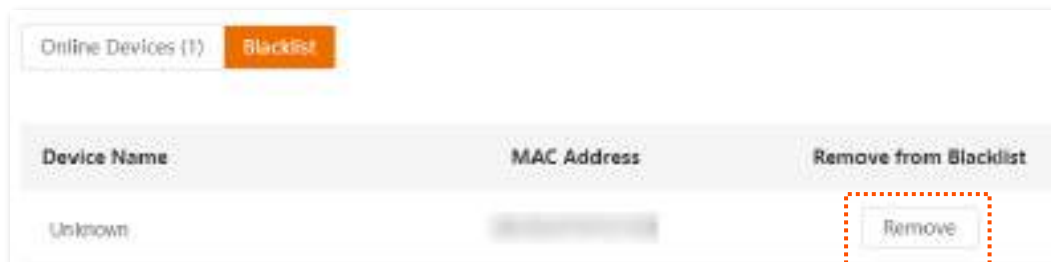 Online Devices (1) Blacklist
Device Name MAC Address Remove from Blacklist
Unknown Remove